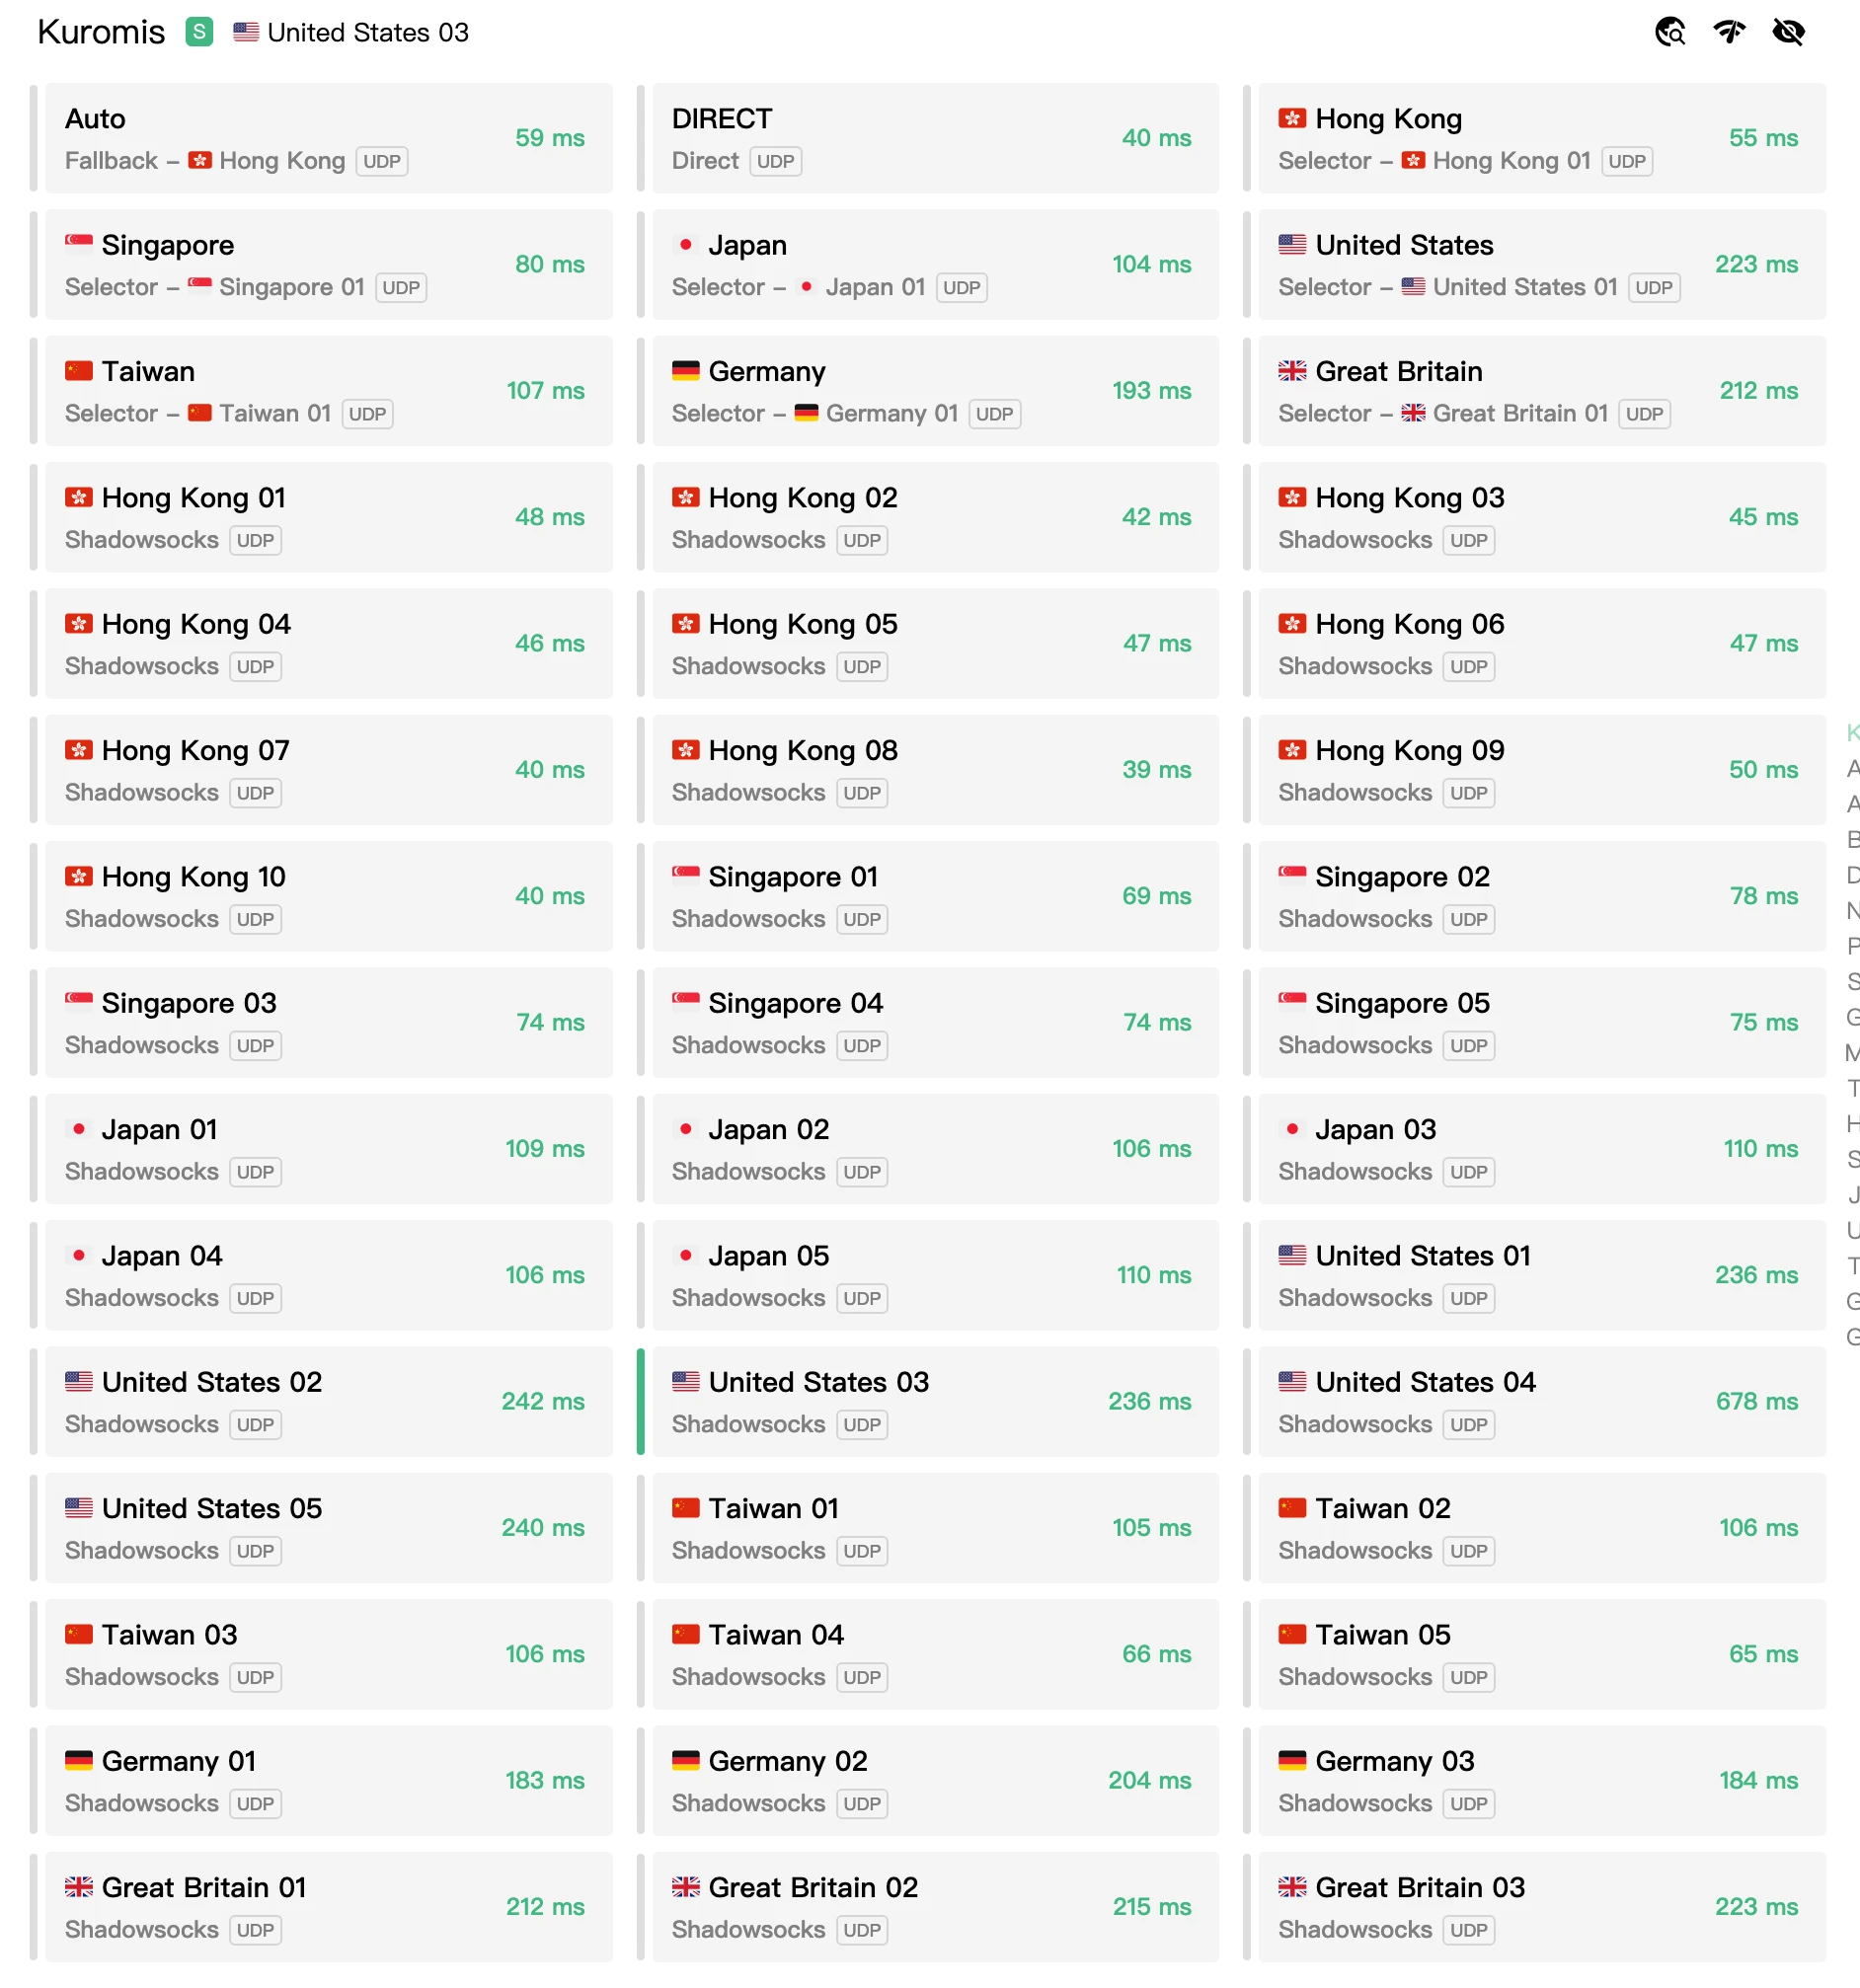 Kuromis S United States 03
Auto
Fallback – Hong Kong UDP
59 ms
DIRECT
Direct UDP
40 ms
Hong Kong
Selector – Hong Kong 01 UDP
55 ms
Singapore
Selector – Singapore 01 UDP
80 ms
Japan
Selector – Japan 01 UDP
104 ms
United States
Selector – United States 01 UDP
223 ms
Taiwan
Selector – Taiwan 01 UDP
107 ms
Germany
Selector – Germany 01 UDP
193 ms
Great Britain
Selector – Great Britain 01 UDP
212 ms
Hong Kong 01
Shadowsocks UDP
48 ms
Hong Kong 02
Shadowsocks UDP
42 ms
Hong Kong 03
Shadowsocks UDP
45 ms
Hong Kong 04
Shadowsocks UDP
46 ms
Hong Kong 05
Shadowsocks UDP
47 ms
Hong Kong 06
Shadowsocks UDP
47 ms
Hong Kong 07
Shadowsocks UDP
40 ms
Hong Kong 08
Shadowsocks UDP
39 ms
Hong Kong 09
Shadowsocks UDP
50 ms
Hong Kong 10
Shadowsocks UDP
40 ms
Singapore 01
Shadowsocks UDP
69 ms
Singapore 02
Shadowsocks UDP
78 ms
Singapore 03
Shadowsocks UDP
74 ms
Singapore 04
Shadowsocks UDP
74 ms
Singapore 05
Shadowsocks UDP
75 ms
Japan 01
Shadowsocks UDP
109 ms
Japan 02
Shadowsocks UDP
106 ms
Japan 03
Shadowsocks UDP
110 ms
Japan 04
Shadowsocks UDP
106 ms
Japan 05
Shadowsocks UDP
110 ms
United States 01
Shadowsocks UDP
236 ms
United States 02
Shadowsocks UDP
242 ms
United States 03
Shadowsocks UDP
236 ms
United States 04
Shadowsocks UDP
678 ms
United States 05
Shadowsocks UDP
240 ms
Taiwan 01
Shadowsocks UDP
105 ms
Taiwan 02
Shadowsocks UDP
106 ms
Taiwan 03
Shadowsocks UDP
106 ms
Taiwan 04
Shadowsocks UDP
66 ms
Taiwan 05
Shadowsocks UDP
65 ms
Germany 01
Shadowsocks UDP
183 ms
Germany 02
Shadowsocks UDP
204 ms
Germany 03
Shadowsocks UDP
184 ms
Great Britain 01
Shadowsocks UDP
212 ms
Great Britain 02
Shadowsocks UDP
215 ms
Great Britain 03
Shadowsocks UDP
223 ms